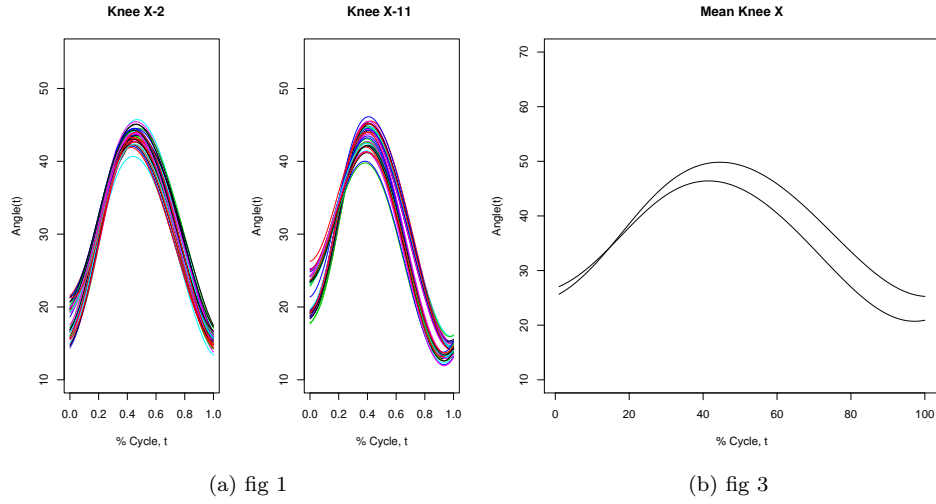 Knee X-2
Angle(t)
50
40
30
20
10
0.0 0.2 0.4 0.6 0.8 1.0
% Cycle, t
Knee X-11
Angle(t)
50
40
30
20
10
0.0 0.2 0.4 0.6 0.8 1.0
% Cycle, t
(a) fig 1
Mean Knee X
Angle(t)
70
60
50
40
30
20
10
0 20 40 60 80 100
% Cycle, t
(b) fig 3